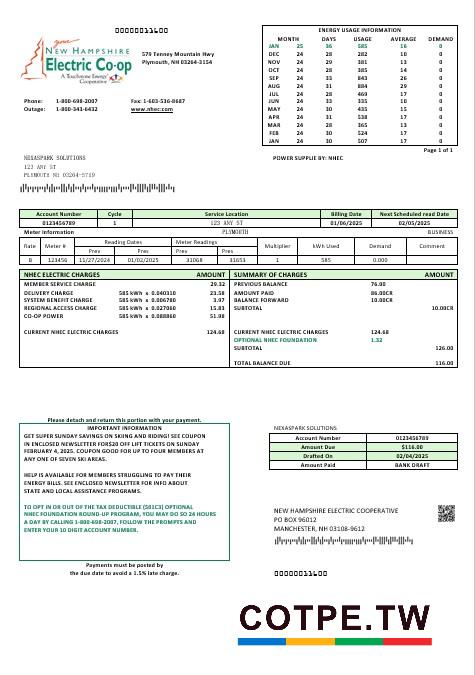 00000011600
New Hampshire
Electric Co-op
A Touchstone Energy®
Cooperative
579 Tenney Mountain Hwy
Plymouth, NH 03264-3154
Phone: 1-800-698-2007 Fax: 1-603-536-8687
Outage: 1-800-343-6432 www.nhec.com
ENERGY USAGE INFORMATION
MONTH DAYS USAGE AVERAGE DEMAND
JAN 25 36 585 16 0
DEC 24 28 282 10 0
NOV 24 29 381 13 0
OCT 24 28 385 14 0
SEP 24 33 843 26 0
AUG 24 31 884 29 0
JUL 24 28 469 17 0
JUN 24 33 335 10 0
MAY 24 30 435 15 0
APR 24 31 538 17 0
MAR 24 28 365 13 0
FEB 24 30 524 17 0
JAN 24 31 507 17 0
Page 1 of 1
POWER SUPPLIE BY: NHEC
NEXASPARK SOLUTIONS
123 ANY ST
PLYMOUTH NH 03264-5719
Account Number Cycle Service Location Billing Date Next Scheduled read Date
0123456789 1 123 ANY ST 01/06/2025 02/05/2025
Meter Information PLYMOUTH BUSINESS
Rate Meter # Reading Dates Meter Readings Multiplier kWh Used Demand Comment
Prev Prev Prev Prev
B 123456 11/27/2024 01/02/2025 31068 31653 1 585 0.000
NHEC ELECTRIC CHARGES AMOUNT
MEMBER SERVICE CHARGE 29.32
DELIVERY CHARGE 585 kWh x 0.040310 23.58
SYSTEM BENEFIT CHARGE 585 kWh x 0.006780 3.97
REGIONAL ACCESS CHARGE 585 kWh x 0.027060 15.83
CO-OP POWER 585 kWh x 0.088860 51.98
CURRENT NHEC ELECTRIC CHARGES 124.68
SUMMARY OF CHARGES AMOUNT
PREVIOUS BALANCE 76.00
AMOUNT PAID 86.00CR
BALANCE FORWARD 10.00CR
SUBTOTAL 10.00CR
CURRENT NHEC ELECTRIC CHARGES 124.68
OPTIONAL NHEC FOUNDATION 1.32
SUBTOTAL 126.00
TOTAL BALANCE DUE 116.00
Please detach and return this portion with your payment.
IMPORTANT INFORMATION
GET SUPER SUNDAY SAVINGS ON SKIING AND RIDING! SEE COUPON
IN ENCLOSED NEWSLETTER FOR$20 OFF LIFT TICKETS ON SUNDAY
FEBRUARY 4, 2025. COUPON GOOD FOR UP TO FOUR MEMBERS AT
ANY ONE OF SEVEN SKI AREAS.
HELP IS AVAILABLE FOR MEMBERS STRUGGLING TO PAY THEIR
ENERGY BILLS. SEE ENCLOSED NEWSLETTER FOR INFO ABOUT
STATE AND LOCAL ASSISTANCE PROGRAMS.
TO OPT IN OR OUT OF THE TAX DEDUCTIBLE (501C3) OPTIONAL
NHEC FOUNDATION ROUND-UP PROGRAM, YOU MAY DO SO 24 HOURS
A DAY BY CALLING 1-800-698-2007, FOLLOW THE PROMPTS AND
ENTER YOUR 10 DIGIT ACCOUNT NUMBER.
Payments must be posted by
the due date to avoid a 1.5% late charge.
NEXASPARK SOLUTIONS
Account Number 0123456789
Amount Due $116.00
Drafted On 02/04/2025
Amount Paid BANK DRAFT
NEW HAMPSHIRE ELECTRIC COOPERATIVE
PO BOX 96012
MANCHESTER, NH 03108-9612
00000011600
COTPE.TW